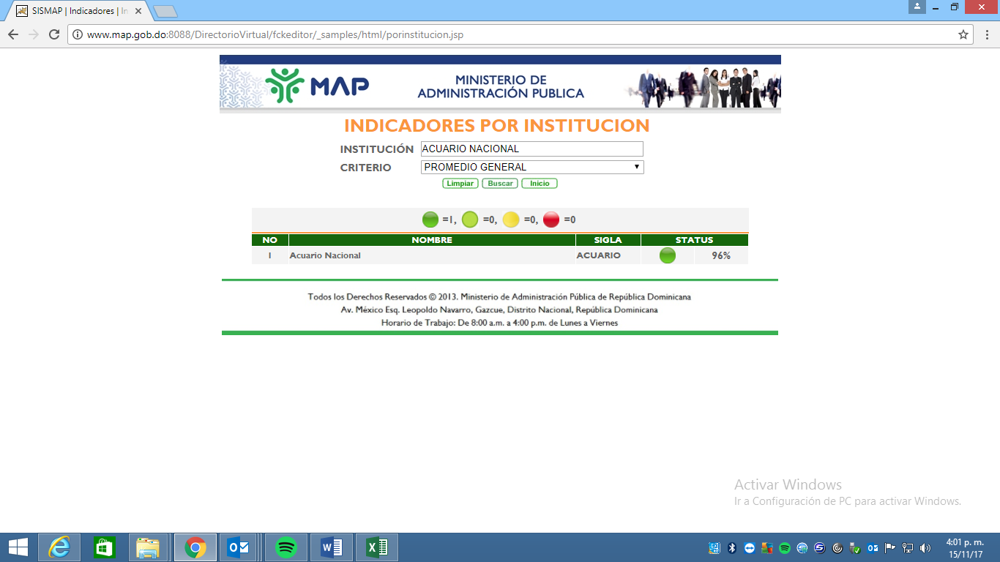 SISMAP | Indicadores | In
www.map.gob.do:8088/DirectorioVirtual/fckeditor/_samples/html/porinstitucion.jsp
MAP
MINISTERIO DE
ADMINISTRACIÓN PUBLICA
INDICADORES POR INSTITUCION
INSTITUCIÓN ACUARIO NACIONAL
CRITERIO PROMEDIO GENERAL
Limpiar Buscar Inicio
=1, =0, =0, =0
NO NOMBRE SIGLA STATUS
1 Acuario Nacional ACUARIO 96%
Todos los Derechos Reservados © 2013. Ministerio de Administración Pública de República Dominicana
Av. México Esq. Leopoldo Navarro, Gazcue, Distrito Nacional, República Dominicana
Horario de Trabajo: De 8:00 a.m. a 4:00 p.m. de Lunes a Viernes
Activar Windows
Ir a Configuración de PC para activar Windows.
4:01 p. m.
15/11/17